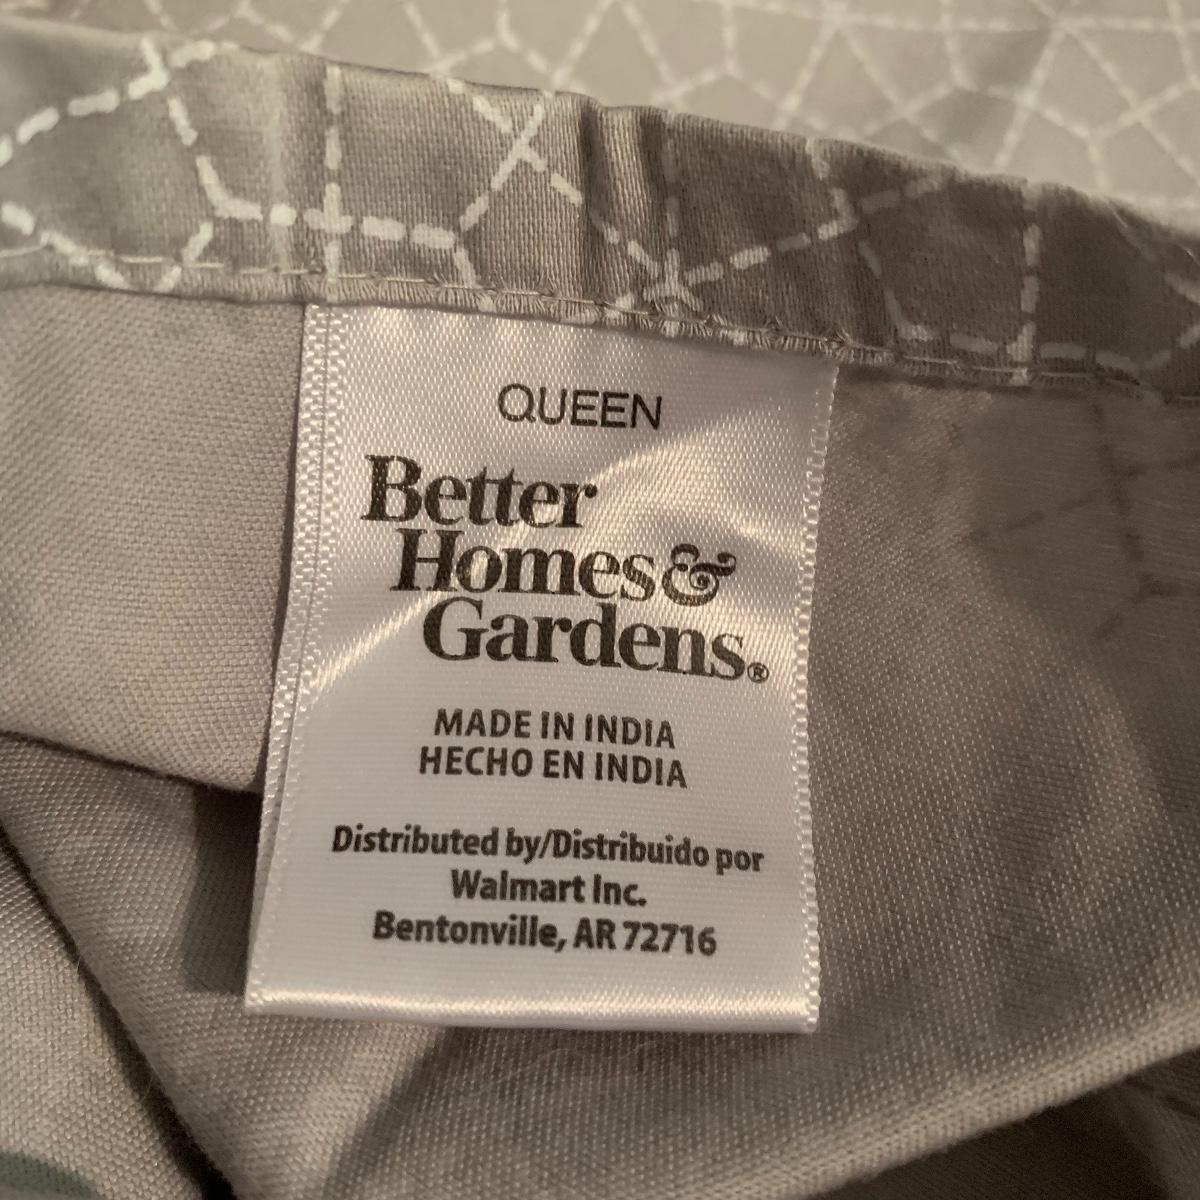 QUEEN
Better
Homes&
Gardens®
MADE IN INDIA
HECHO EN INDIA
Distributed by/Distribuido por
Walmart Inc.
Bentonville, AR 72716